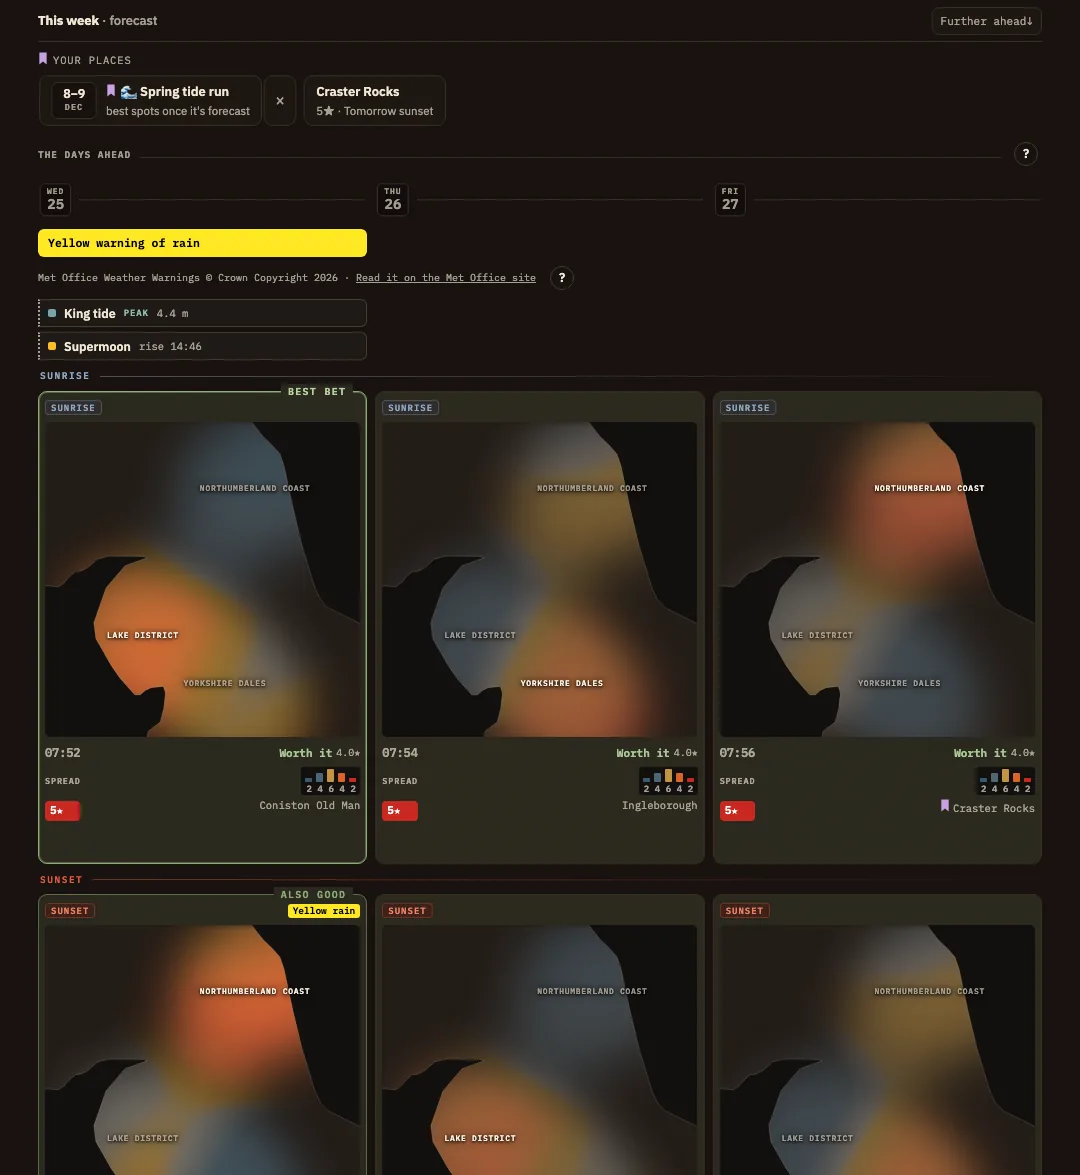 This week · forecast
Further ahead↓
YOUR PLACES
8–9
DEC
🌊 Spring tide run
best spots once it's forecast
×
Craster Rocks
5★ · Tomorrow sunset
THE DAYS AHEAD
?
WED
25
THU
26
FRI
27
Yellow warning of rain
Met Office Weather Warnings © Crown Copyright 2026 · Read it on the Met Office site
?
King tide PEAK 4.4 m
Supermoon rise 14:46
SUNRISE
BEST BET
SUNRISE
NORTHUMBERLAND COAST
LAKE DISTRICT
YORKSHIRE DALES
07:52
Worth it 4.0★
SPREAD
2 4 6 4 2
5★
Coniston Old Man
SUNRISE
NORTHUMBERLAND COAST
LAKE DISTRICT
YORKSHIRE DALES
07:54
Worth it 4.0★
SPREAD
2 4 6 4 2
5★
Ingleborough
SUNRISE
NORTHUMBERLAND COAST
LAKE DISTRICT
YORKSHIRE DALES
07:56
Worth it 4.0★
SPREAD
2 4 6 4 2
5★
Craster Rocks
SUNSET
ALSO GOOD
SUNSET
Yellow rain
NORTHUMBERLAND COAST
LAKE DISTRICT
SUNSET
NORTHUMBERLAND COAST
LAKE DISTRICT
SUNSET
NORTHUMBERLAND COAST
LAKE DISTRICT